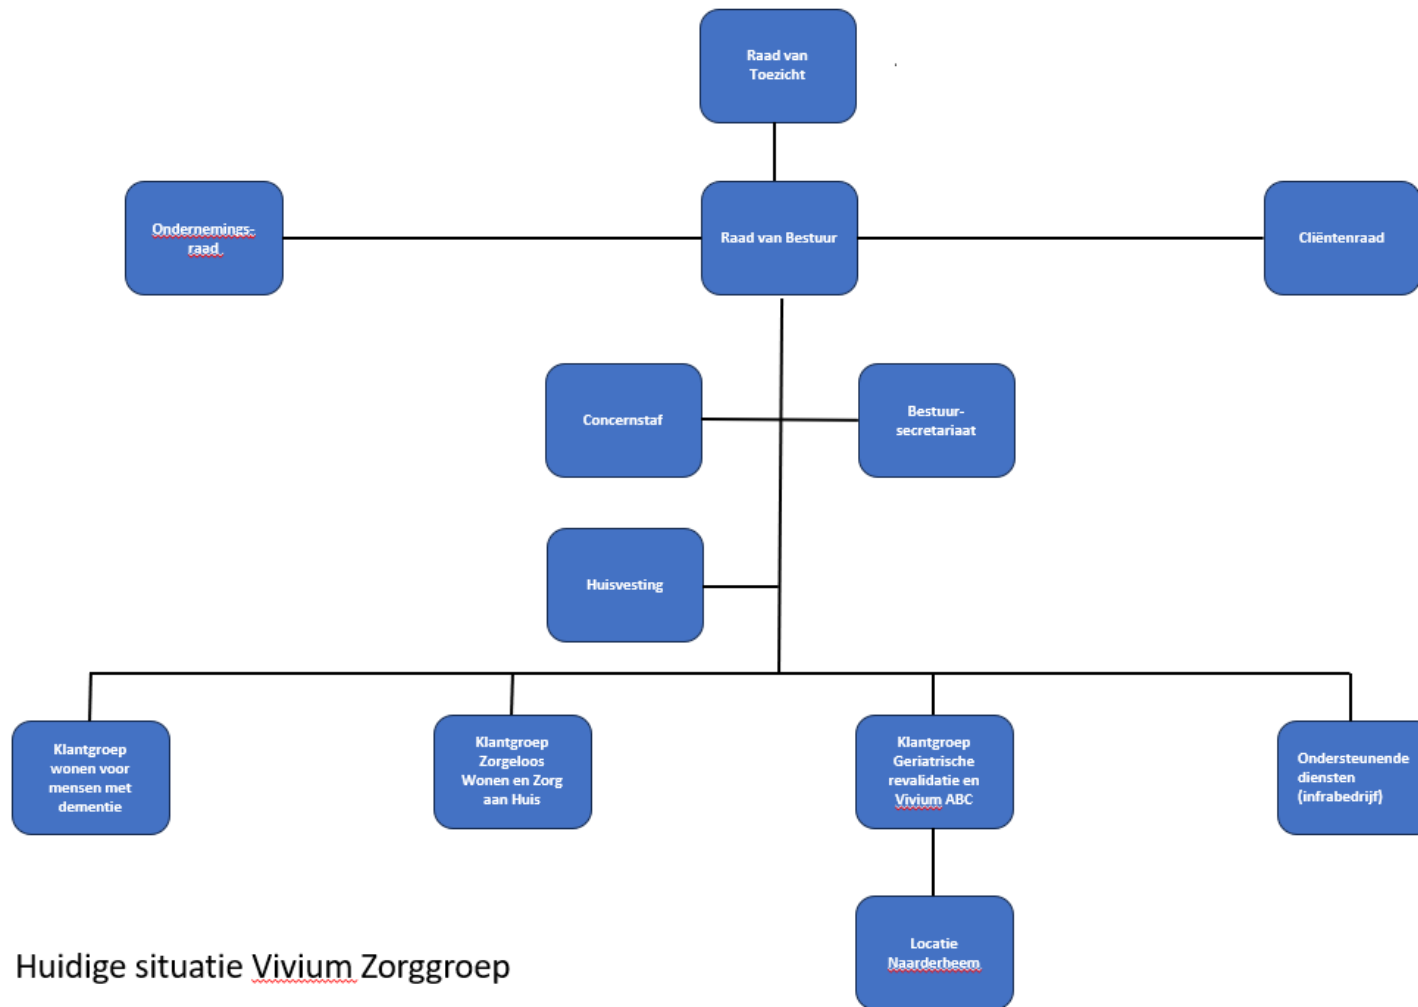 Raad van
Toezicht
Ondernemings-
raad
Raad van Bestuur
Cliëntenraad
Concernstaf
Bestuur-
secretariaat
Huisvesting
Klantgroep
wonen voor
mensen met
dementie
Klantgroep
Zorgeloos
Wonen en Zorg
aan Huis
Klantgroep
Geriatrische
revalidatie en
Vivium ABC
Ondersteunende
diensten
(infrabedrijf)
Locatie
Naarderheem
Huidige situatie Vivium Zorggroep